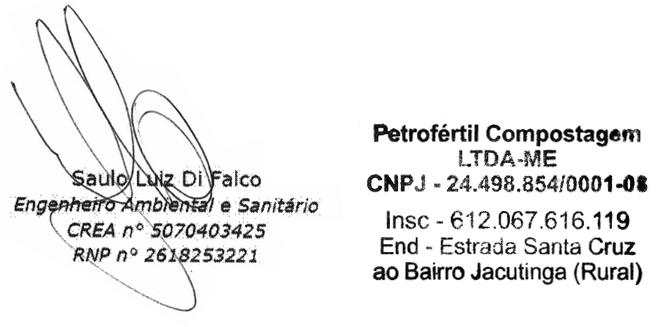 Saulo Luiz Di Falco
Engenheiro Ambiental e Sanitário
CREA nº 5070403425
RNP nº 2618253221
Petrofértil Compostagem
LTDA-ME
CNPJ - 24.498.854/0001-08
Insc - 612.067.616.119
End - Estrada Santa Cruz
ao Bairro Jacutinga (Rural)